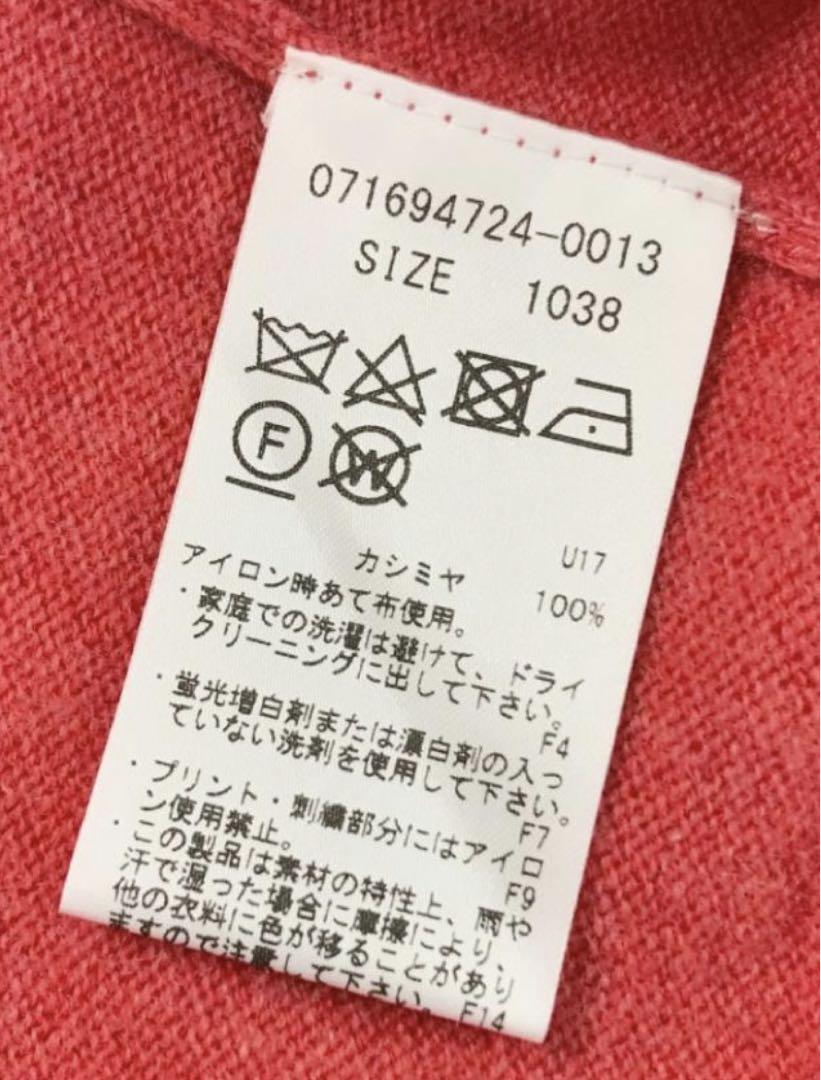 071694724-0013
SIZE 1038
F
W
U17
カシミヤ 100%
アイロン時あて布使用。
・家庭での洗濯は避けて、ドライ
クリーニングに出して下さい。
F4
・蛍光増白剤または漂白剤の入っ
ていない洗剤を使用して下さい。
F7
・プリント・刺繍部分にはアイロ
ン使用禁止。
F9
・この製品は素材の特性上、雨や
汗で湿った場合に摩擦により、
他の衣料に色が移ることがあり
ますので注意して下さい。 F14